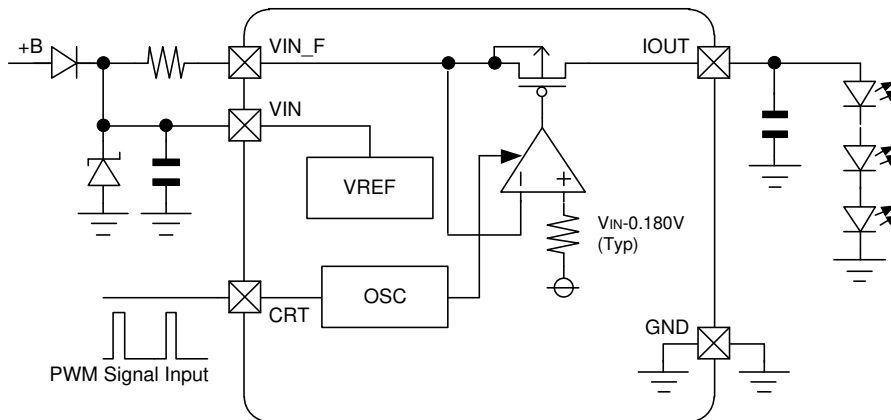 +B
VIN_F
IOUT
VIN
VREF
VIN-0.180V
(Typ)
OSC
CRT
GND
PWM Signal Input